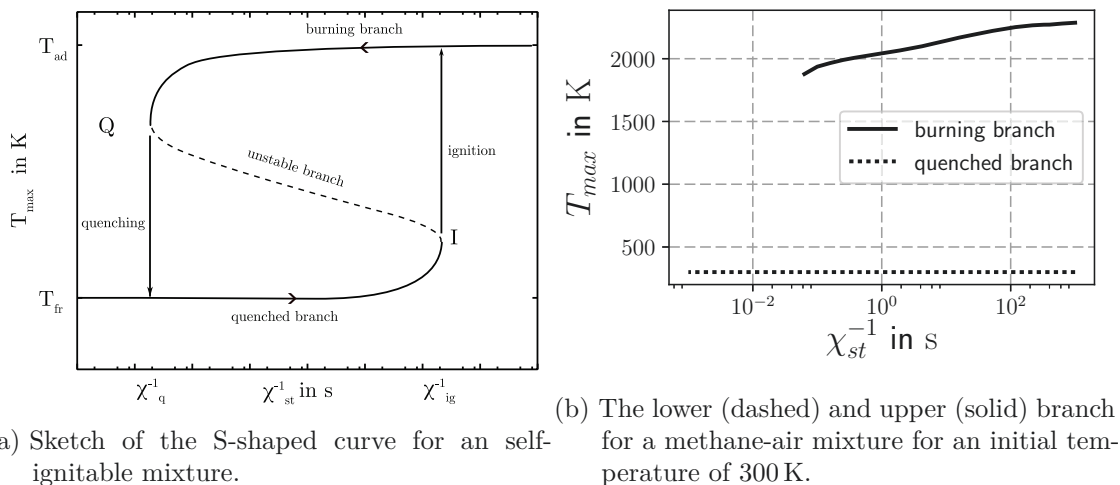 burning branch
T_ad
Q
unstable branch
ignition
T_max in K
quenching
I
T_fr
quenched branch
χ^-1_q
χ^-1_st in s
χ^-1_ig
a) Sketch of the S-shaped curve for an self-
ignitable mixture.
2000
1500
1000
500
T_max in K
burning branch
quenched branch
10^−2
10^0
10^2
χ_st^−1 in s
(b) The lower (dashed) and upper (solid) branch
for a methane-air mixture for an initial tem-
perature of 300 K.